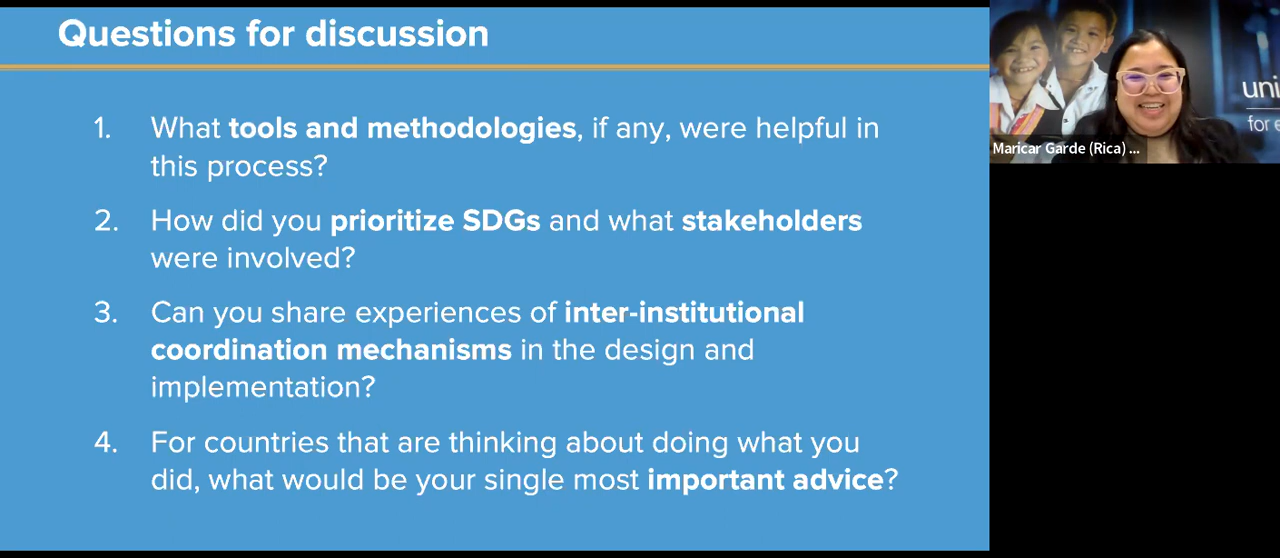 Questions for discussion
1. What tools and methodologies, if any, were helpful in
this process?
2. How did you prioritize SDGs and what stakeholders
were involved?
3. Can you share experiences of inter-institutional
coordination mechanisms in the design and
implementation?
4. For countries that are thinking about doing what you
did, what would be your single most important advice?
uni
for e
Maricar Garde (Rica) ...